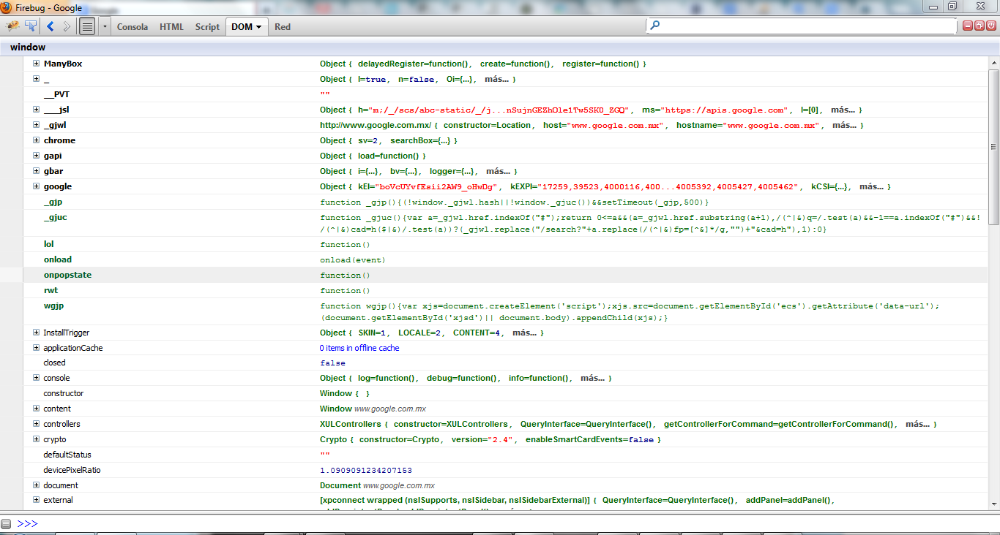 Firebug - Google
Consola HTML Script DOM Red
window
ManyBox Object { delayedRegister=function(), create=function(), register=function() }
_ Object { I=true, n=false, Oi={...}, más... }
__PVT ""
___jsl Object { h="m;/_/scs/abc-static/_/j...nSujnGEZhOle1Tw5SK0_ZGQ", ms="https://apis.google.com", I=[0], más... }
_gjwl http://www.google.com.mx/ { constructor=Location, host="www.google.com.mx", hostname="www.google.com.mx", más... }
chrome Object { sv=2, searchBox={...} }
gapi Object { load=function() }
gbar Object { i={...}, bv={...}, logger={...}, más... }
google Object { kEI="boVcUYvfEsii2AW9_oHwDg", kEXPI="17259,39523,4000116,400...4005392,4005427,4005462", kCSI={...}, más... }
_gjp function _gjp(){(!window._gjwl.hash||!window._gjuc())&&setTimeout(_gjp,500)}
_gjuc function _gjuc(){var a=_gjwl.href.indexOf("#");return 0<=a&&(a=_gjwl.href.substring(a+1),/(^|&)q=/.test(a)&&-1==a.indexOf("#")&&!
/(^|&)cad=h($|&)/.test(a))?(_gjwl.replace("/search?"+a.replace(/(^|&)fp=[^&]*/g,"")+"&cad=h"),1):0}
lol function()
onload onload(event)
onpopstate function()
rwt function()
wgjp function wgjp(){var xjs=document.createElement('script');xjs.src=document.getElementById('ecs').getAttribute('data-url');
(document.getElementById('xjsd')|| document.body).appendChild(xjs);}
InstallTrigger Object { SKIN=1, LOCALE=2, CONTENT=4, más... }
applicationCache 0 items in offline cache
closed false
console Object { log=function(), debug=function(), info=function(), más... }
constructor Window { }
content Window www.google.com.mx
controllers XULControllers { constructor=XULControllers, QueryInterface=QueryInterface(), getControllerForCommand=getControllerForCommand(), más... }
crypto Crypto { constructor=Crypto, version="2.4", enableSmartCardEvents=false }
defaultStatus ""
devicePixelRatio 1.0909091234207153
document Document www.google.com.mx
external [xpconnect wrapped (nsISupports, nsISidebar, nsISidebarExternal)] { QueryInterface=QueryInterface(), addPanel=addPanel(),
>>>